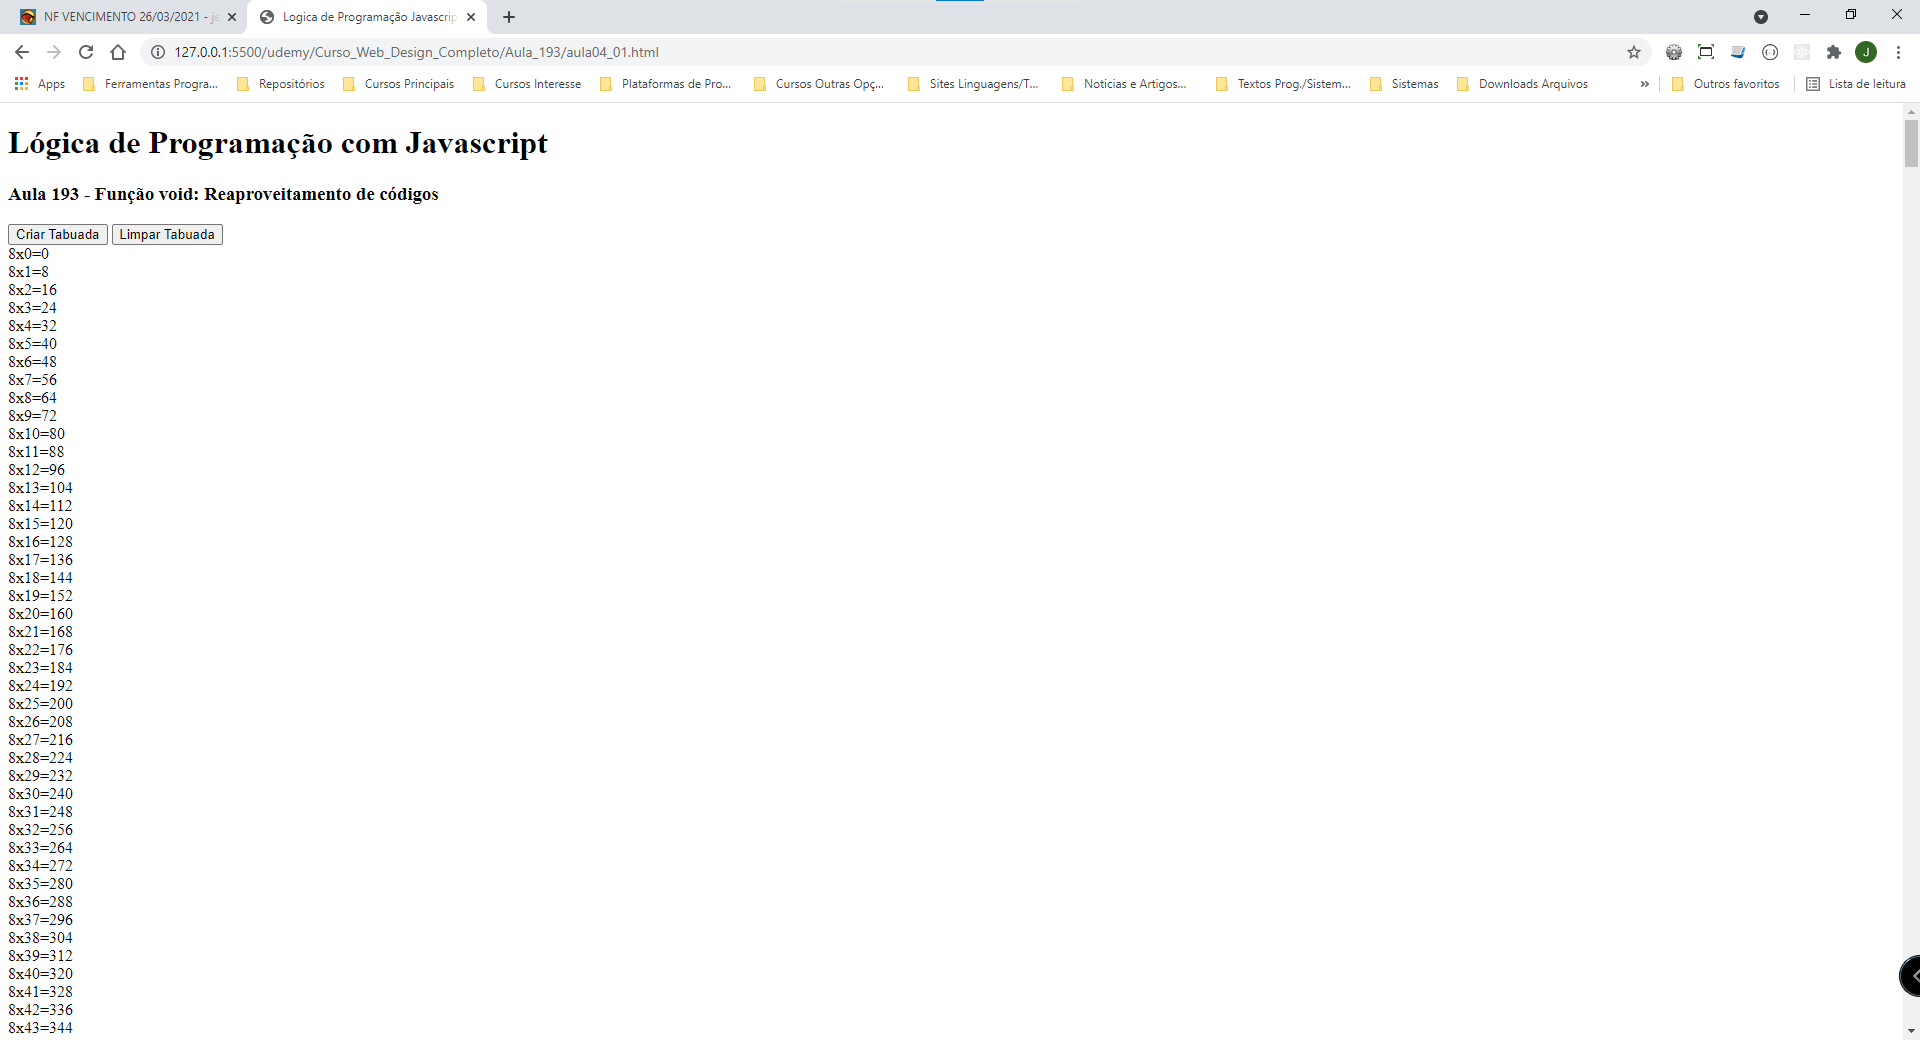 NF VENCIMENTO 26/03/2021 - j
Logica de Programação Javascrip
127.0.0.1:5500/udemy/Curso_Web_Design_Completo/Aula_193/aula04_01.html
J
Apps Ferramentas Progra... Repositórios Cursos Principais Cursos Interesse Plataformas de Pro... Cursos Outras Opç... Sites Linguagens/T... Noticias e Artigos... Textos Prog./Sistem... Sistemas Downloads Arquivos » Outros favoritos Lista de leitura
Lógica de Programação com Javascript
Aula 193 - Função void: Reaproveitamento de códigos
Criar Tabuada Limpar Tabuada
8x0=0
8x1=8
8x2=16
8x3=24
8x4=32
8x5=40
8x6=48
8x7=56
8x8=64
8x9=72
8x10=80
8x11=88
8x12=96
8x13=104
8x14=112
8x15=120
8x16=128
8x17=136
8x18=144
8x19=152
8x20=160
8x21=168
8x22=176
8x23=184
8x24=192
8x25=200
8x26=208
8x27=216
8x28=224
8x29=232
8x30=240
8x31=248
8x32=256
8x33=264
8x34=272
8x35=280
8x36=288
8x37=296
8x38=304
8x39=312
8x40=320
8x41=328
8x42=336
8x43=344